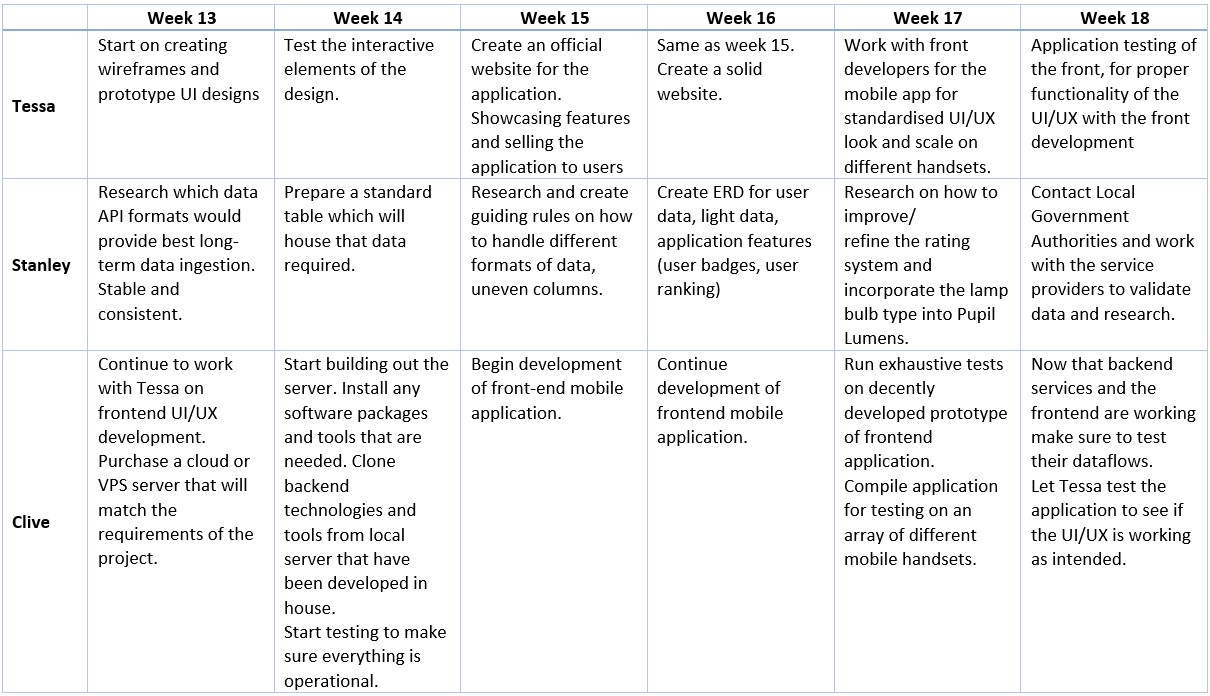 Week 13
Week 14
Week 15
Week 16
Week 17
Week 18
Tessa
Start on creating
wireframes and
prototype UI designs
Test the interactive
elements of the
design.
Create an official
website for the
application.
Showcasing features
and selling the
application to users
Same as week 15.
Create a solid
website.
Work with front
developers for the
mobile app for
standardised UI/UX
look and scale on
different handsets.
Application testing of
the front, for proper
functionality of the
UI/UX with the front
development
Stanley
Research which data
API formats would
provide best long-
term data ingestion.
Stable and
consistent.
Prepare a standard
table which will
house that data
required.
Research and create
guiding rules on how
to handle different
formats of data,
uneven columns.
Create ERD for user
data, light data,
application features
(user badges, user
ranking)
Research on how to
improve/
refine the rating
system and
incorporate the lamp
bulb type into Pupil
Lumens.
Contact Local
Government
Authorities and work
with the service
providers to validate
data and research.
Clive
Continue to work
with Tessa on
frontend UI/UX
development.
Purchase a cloud or
VPS server that will
match the
requirements of the
project.
Start building out the
server. Install any
software packages
and tools that are
needed. Clone
backend
technologies and
tools from local
server that have
been developed in
house.
Start testing to make
sure everything is
operational.
Begin development
of front-end mobile
application.
Continue
development of
frontend mobile
application.
Run exhaustive tests
on decently
developed prototype
of frontend
application.
Compile application
for testing on an
array of different
mobile handsets.
Now that backend
services and the
frontend are working
make sure to test
their dataflows.
Let Tessa test the
application to see if
the UI/UX is working
as intended.